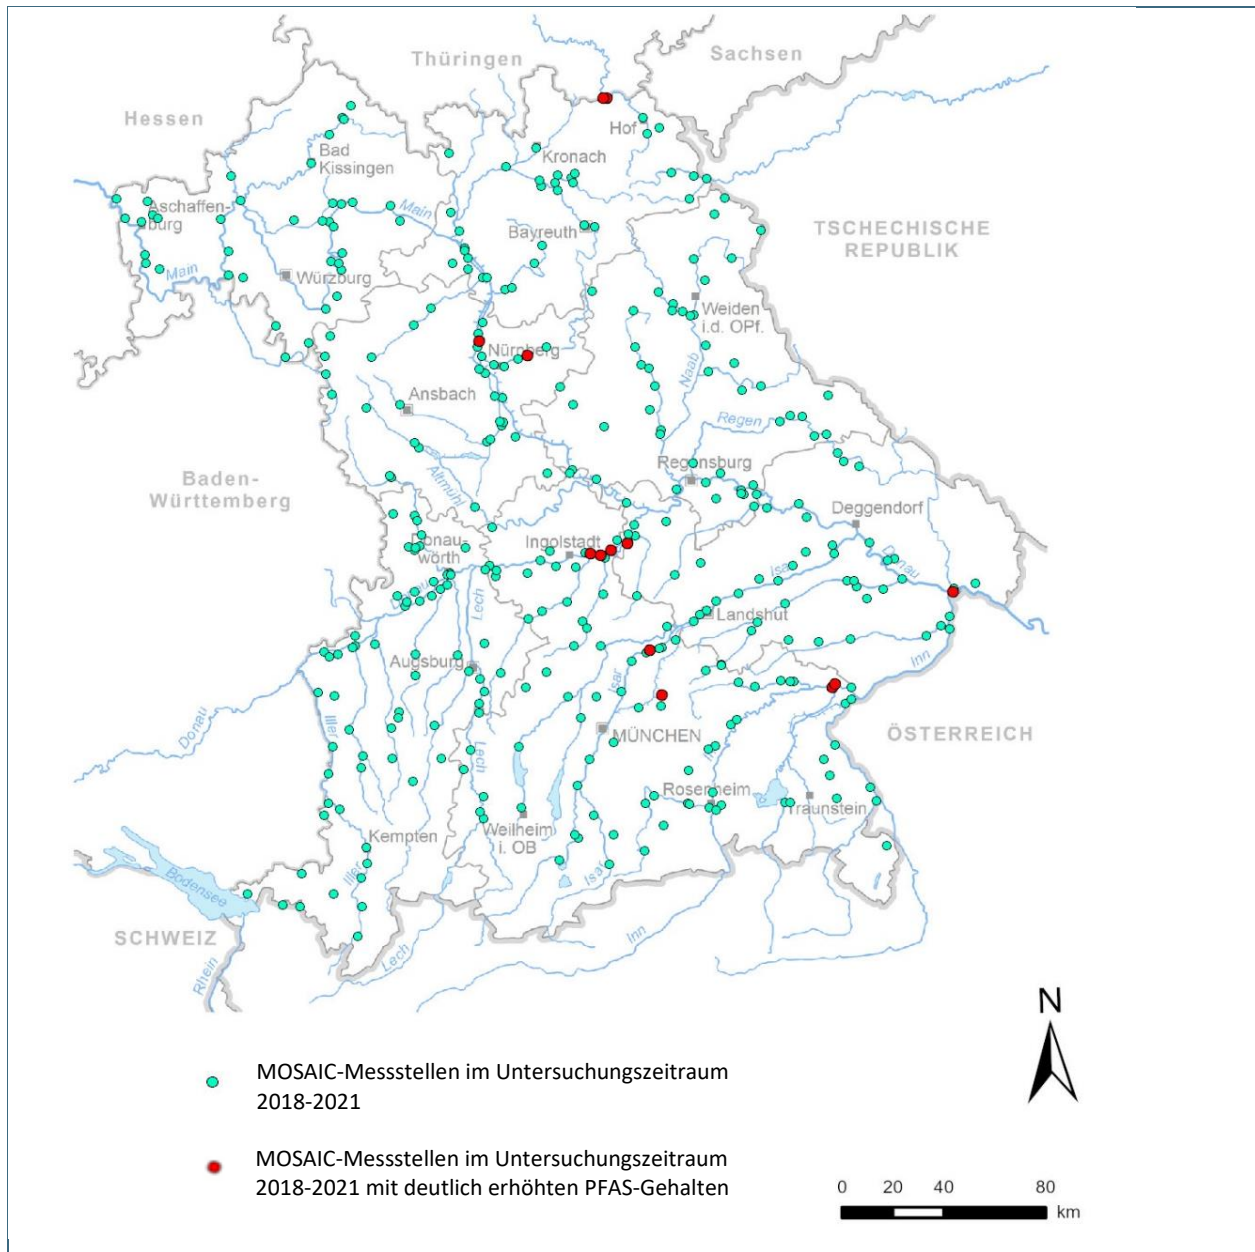 Sachsen
Thüringen
Hessen
Hof
Bad
Kissingen
Kronach
Aschaffen-
burg
Main
Bayreuth
TSCHECHISCHE
REPUBLIK
Main
Würzburg
Weiden
i.d. OPf.
Nürnberg
Naab
Ansbach
Regen
Regensburg
Baden-
Württemberg
Altmühl
Deggendorf
Donau-
wörth
Ingolstadt
Isar
Donau
Donau
Lech
Landshut
Augsburg
Isar
Inn
Donau
Iller
MÜNCHEN
ÖSTERREICH
Lech
Inn
Rosenheim
Traunstein
Weilheim
i. OB
Kempten
Iller
Isar
Bodensee
SCHWEIZ
Rhein
Lech
Inn
N
MOSAIC-Messstellen im Untersuchungszeitraum
2018-2021
MOSAIC-Messstellen im Untersuchungszeitraum
2018-2021 mit deutlich erhöhten PFAS-Gehalten
0 20 40 80
km